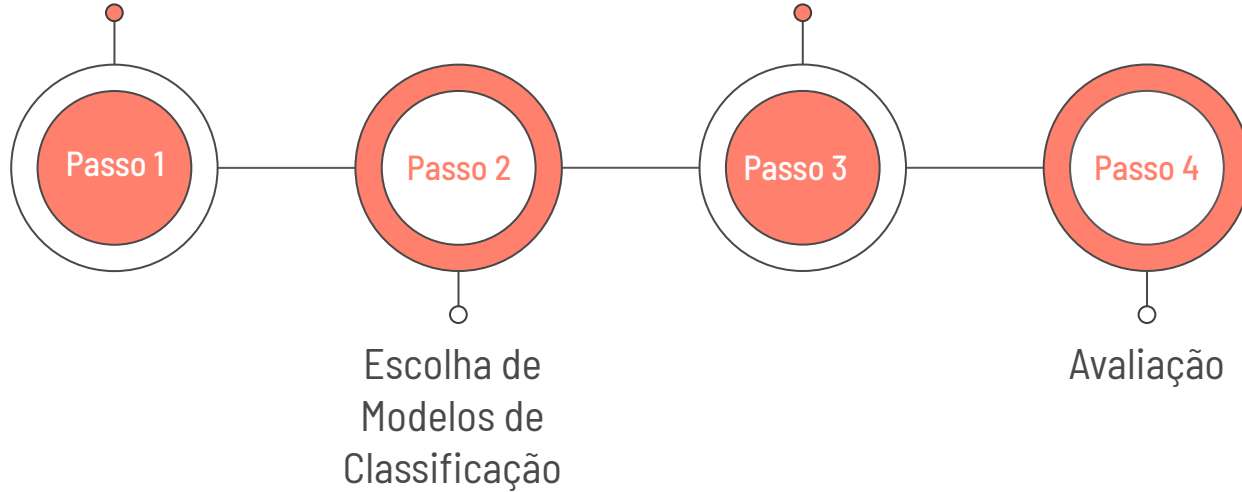 Passo 1
Passo 2
Passo 3
Passo 4
Escolha de
Modelos de
Classificação
Avaliação